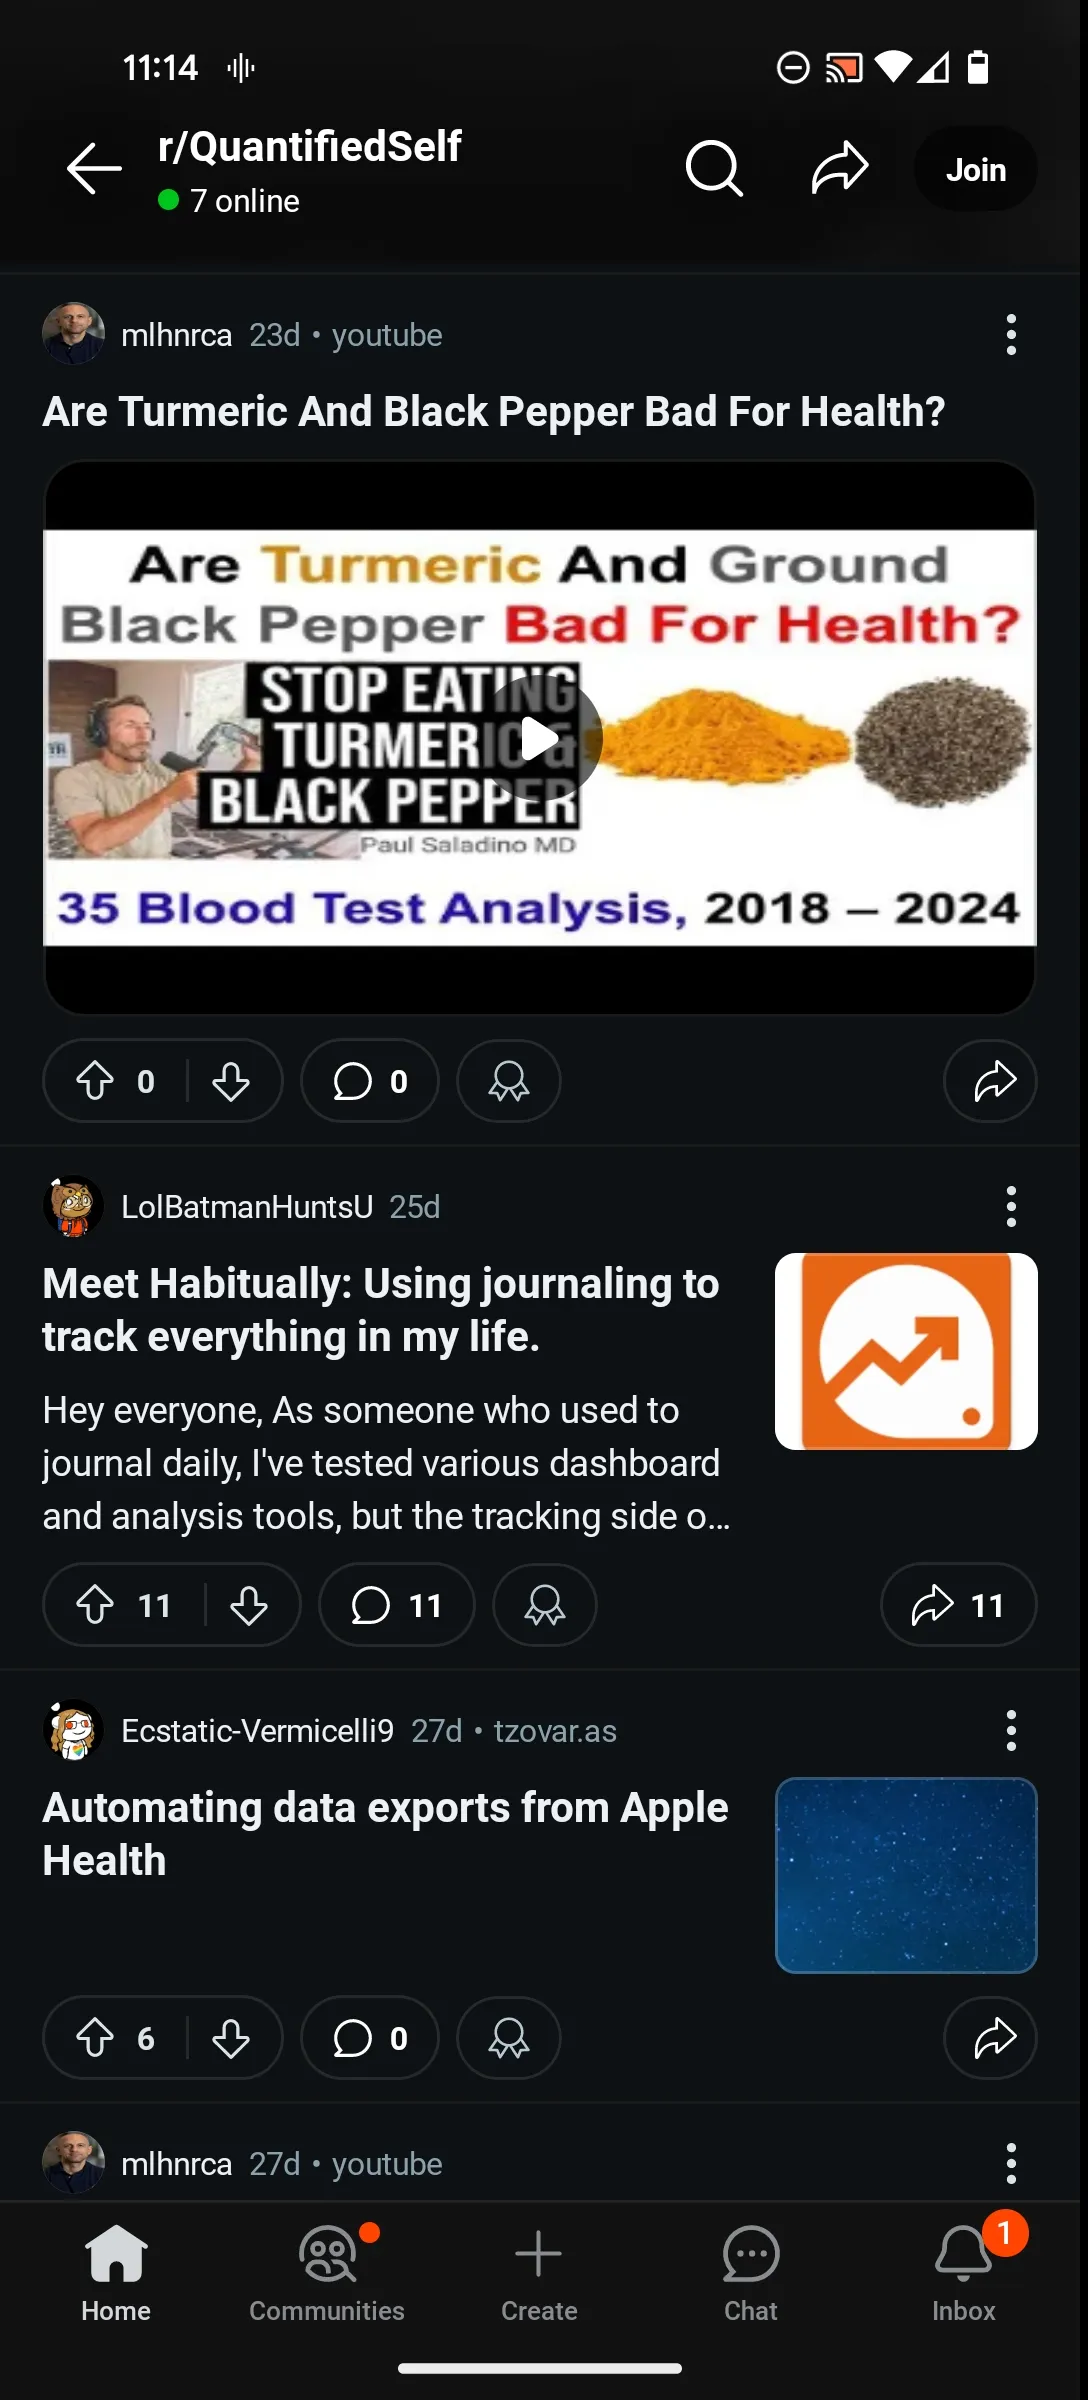 11:14
r/QuantifiedSelf
7 online
Join
mlhnrca 23d • youtube
Are Turmeric And Black Pepper Bad For Health?
Are Turmeric And Ground
Black Pepper Bad For Health?
STOP EATING
TURMERIC &
BLACK PEPPER
Paul Saladino MD
35 Blood Test Analysis, 2018 – 2024
0
0
LolBatmanHuntsU 25d
Meet Habitually: Using journaling to
track everything in my life.
Hey everyone, As someone who used to
journal daily, I've tested various dashboard
and analysis tools, but the tracking side o...
11
11
11
Ecstatic-Vermicelli9 27d • tzovar.as
Automating data exports from Apple
Health
6
0
mlhnrca 27d • youtube
1
Home
Communities
Create
Chat
Inbox